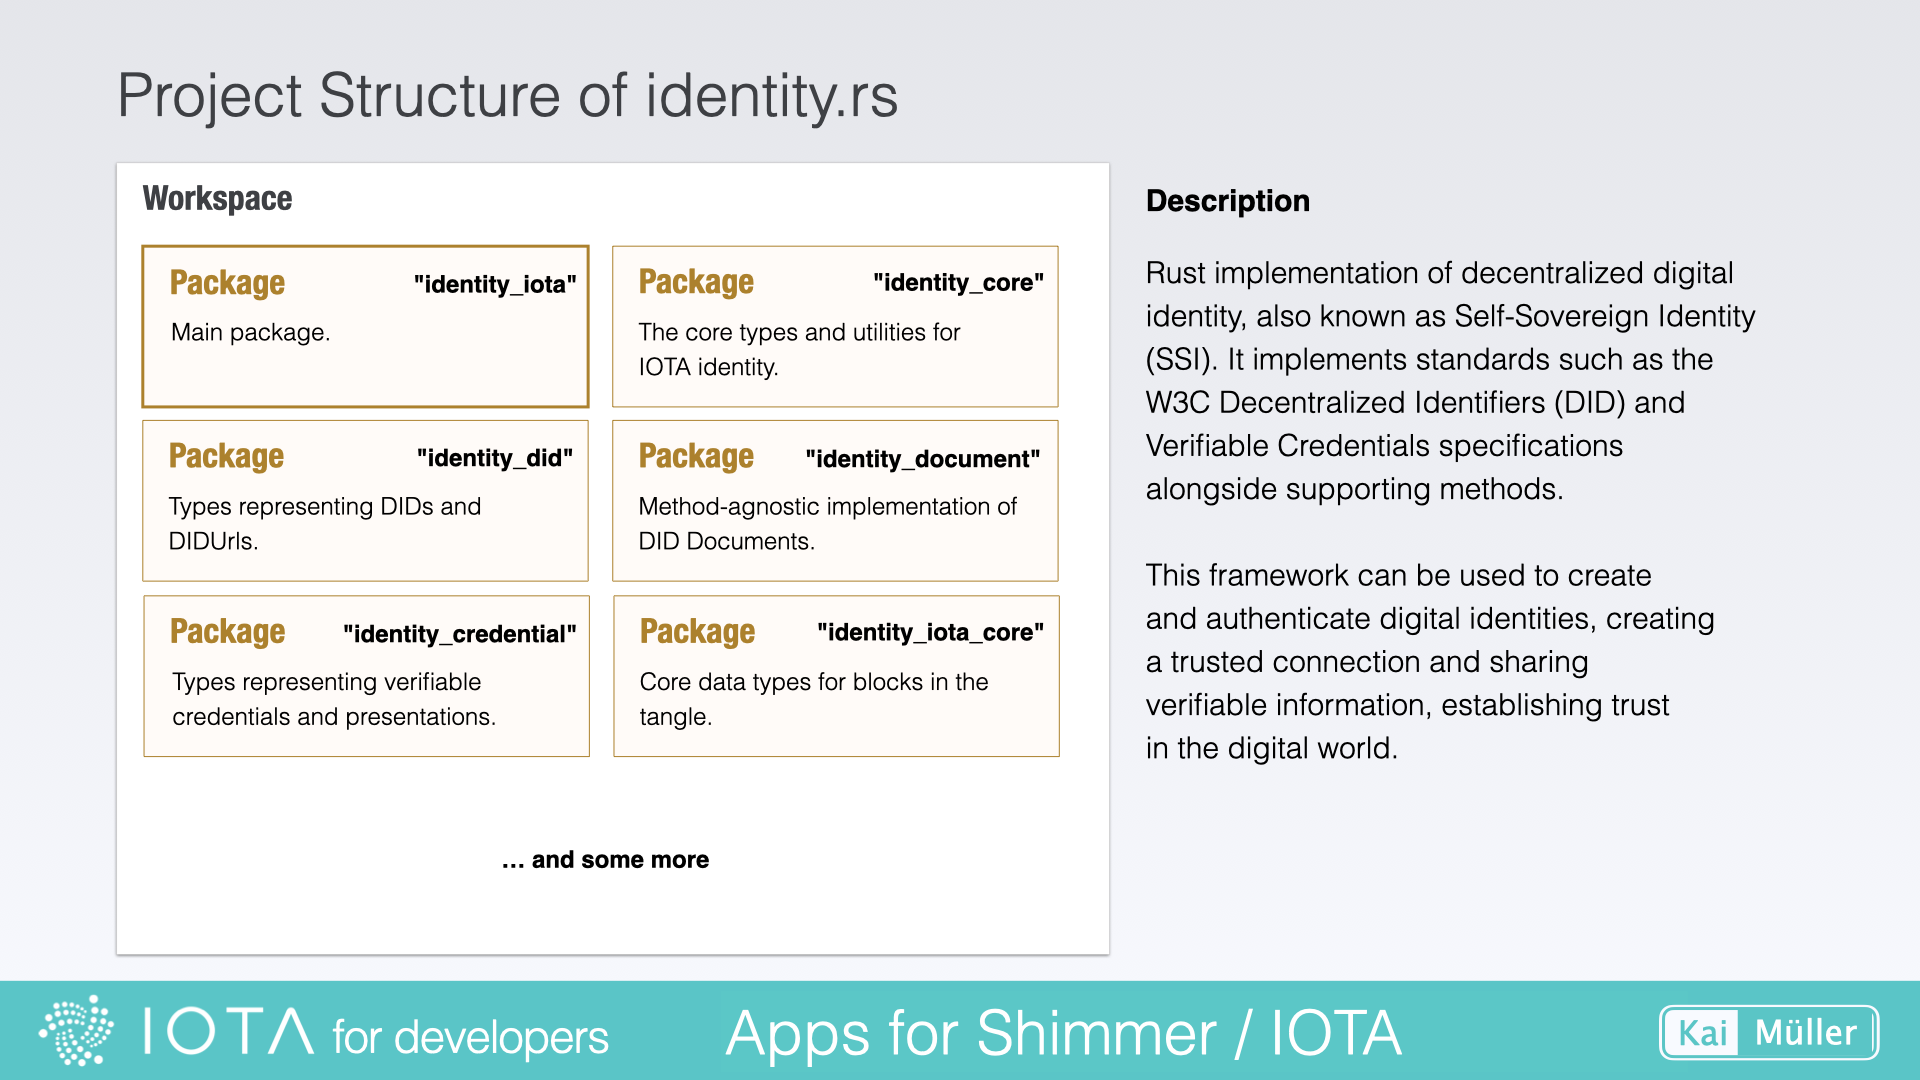 Project Structure of identity.rs
Workspace
Package "identity_iota"
Main package.
Package "identity_core"
The core types and utilities for
IOTA identity.
Package "identity_did"
Types representing DIDs and
DIDUrls.
Package "identity_document"
Method-agnostic implementation of
DID Documents.
Package "identity_credential"
Types representing verifiable
credentials and presentations.
Package "identity_iota_core"
Core data types for blocks in the
tangle.
... and some more
Description
Rust implementation of decentralized digital
identity, also known as Self-Sovereign Identity
(SSI). It implements standards such as the
W3C Decentralized Identifiers (DID) and
Verifiable Credentials specifications
alongside supporting methods.
This framework can be used to create
and authenticate digital identities, creating
a trusted connection and sharing
verifiable information, establishing trust
in the digital world.
IOTA for developers
Apps for Shimmer / IOTA
Kai Müller